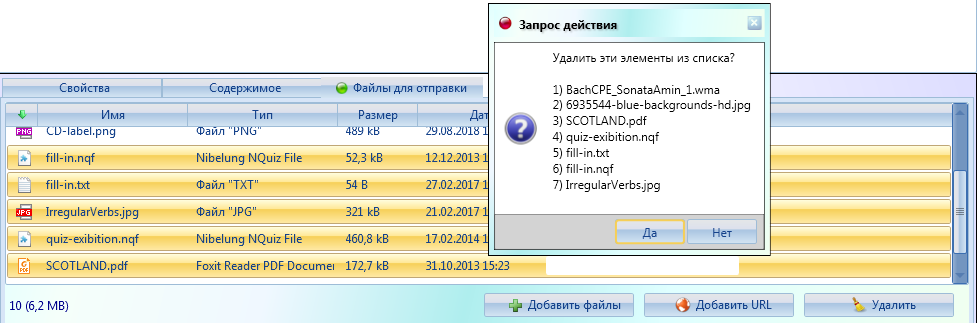 Запрос действия
Удалить эти элементы из списка?
1) BachCPE_SonataAmin_1.wma
2) 6935544-blue-backgrounds-hd.jpg
3) SCOTLAND.pdf
4) quiz-exibition.nqf
5) fill-in.txt
6) fill-in.nqf
7) IrregularVerbs.jpg
Да Нет
Свойства Содержимое Файлы для отправки
Имя Тип Размер Дат
PNG CD-label.png Файл "PNG" 489 kB 29.08.2018 1
fill-in.nqf Nibelung NQuiz File 52,3 kB 12.12.2013 1
fill-in.txt Файл "TXT" 54 B 27.02.2017 1
JPG IrregularVerbs.jpg Файл "JPG" 321 kB 21.02.2017 1
quiz-exibition.nqf Nibelung NQuiz File 460,8 kB 17.02.2014 1
SCOTLAND.pdf Foxit Reader PDF Documen 172,7 kB 31.10.2013 15:23
10 (6,2 MB) Добавить файлы Добавить URL Удалить